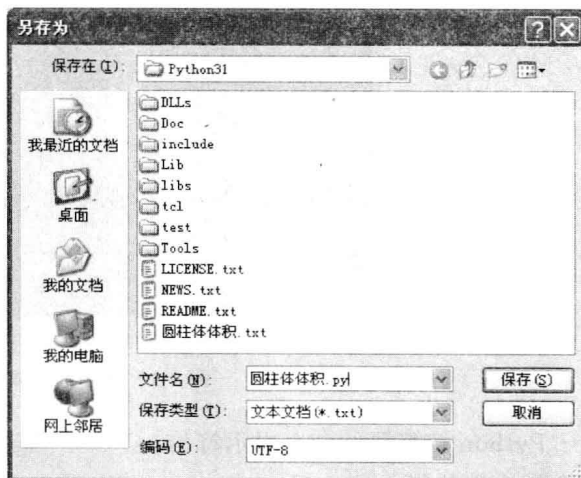 另存为
保存在(I):
Python31
我最近的文档
桌面
我的文档
我的电脑
网上邻居
DLLs
Doc
include
Lib
libs
tcl
test
Tools
LICENSE.txt
NEWS.txt
README.txt
圆柱体体积.txt
文件名(N):
圆柱体体积.py
保存(S)
保存类型(T):
文本文档(*.txt)
取消
编码(E):
UTF-8